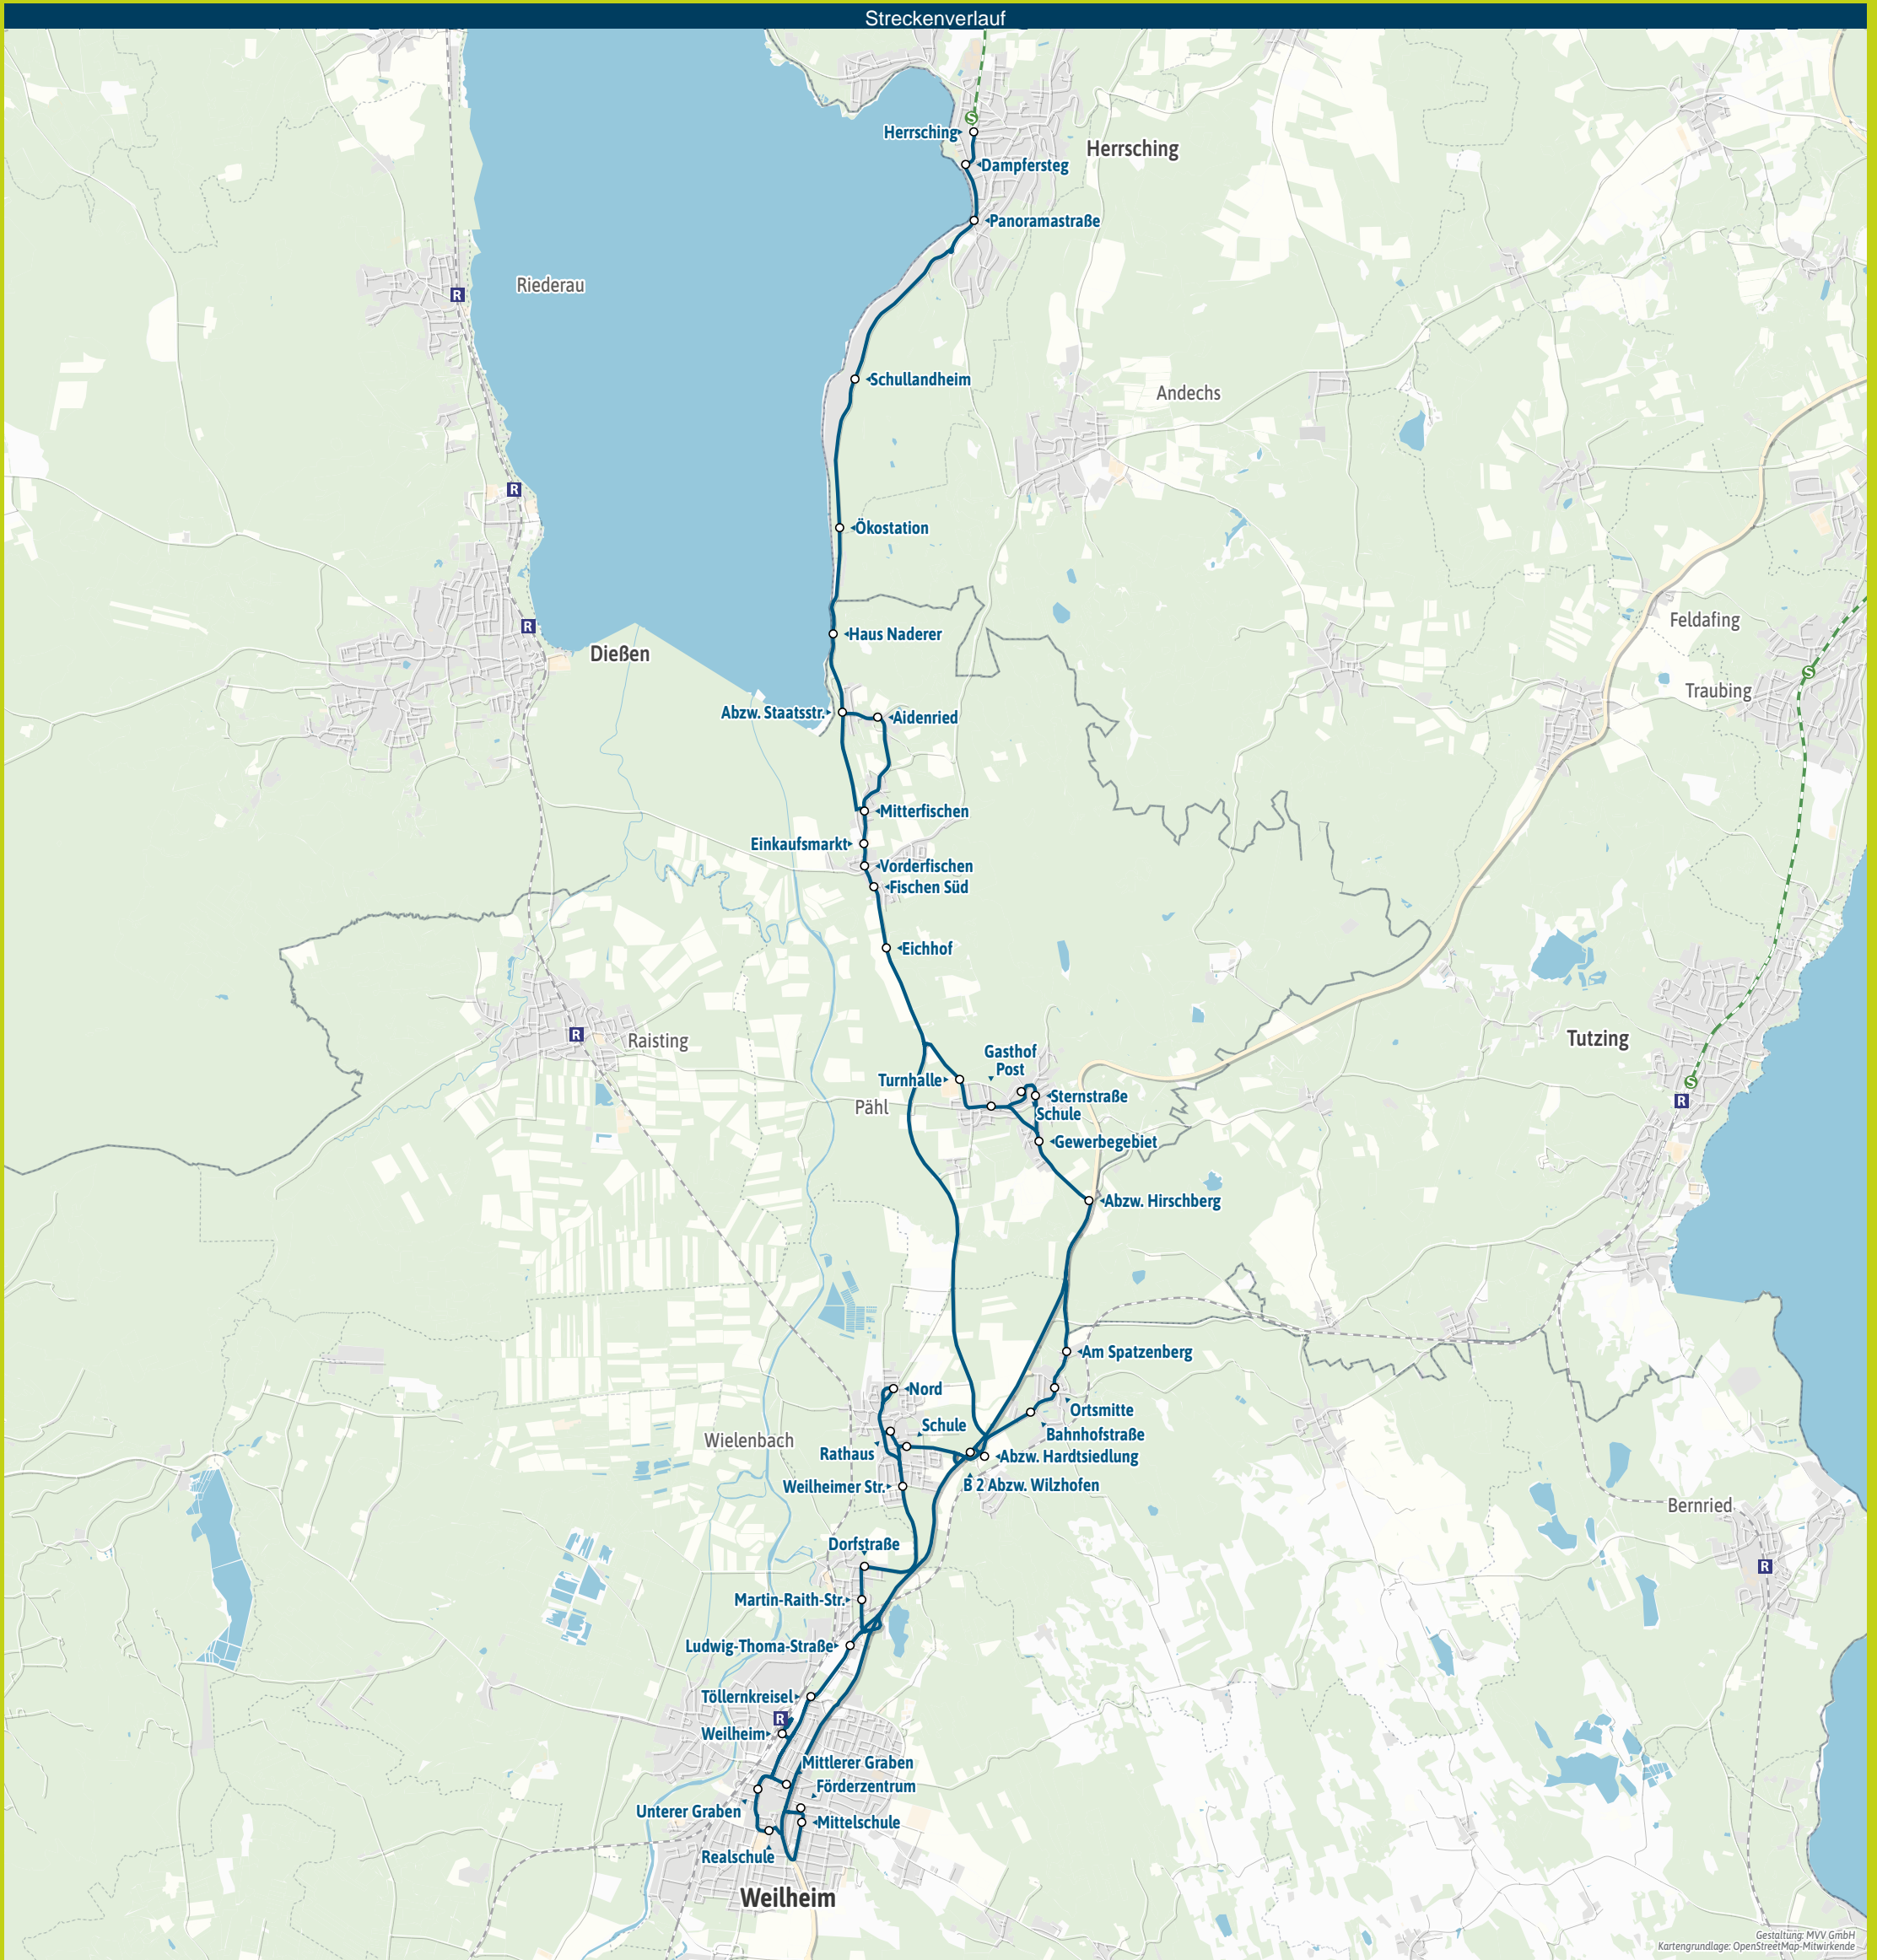 Streckenverlauf
S
Herrsching
Herrsching
Dampfersteg
Panoramastraße
Riederau
R
Schullandheim
Andechs
R
Ökostation
Feldafing
R
Haus Naderer
Dießen
S
Traubing
Abzw. Staatsstr.
Aidenried
Mitterfischen
Einkaufsmarkt
Vorderfischen
Fischen Süd
Eichhof
R
Raisting
Tutzing
Gasthof
Post
Turnhalle
S
R
Sternstraße
Pähl
Schule
Gewerbegebiet
Abzw. Hirschberg
Am Spatzenberg
Nord
Ortsmitte
Schule
Bahnhofstraße
Wielenbach
Rathaus
Abzw. Hardtsiedlung
Weilheimer Str.
B 2 Abzw. Wilzhofen
Bernried
Dorfstraße
R
Martin-Raith-Str.
Ludwig-Thoma-Straße
Töllernkreisel
R
Weilheim
Mittlerer Graben
Förderzentrum
Unterer Graben
Mittelschule
Realschule
Weilheim
Gestaltung: MVV GmbH
Kartengrundlage: OpenStreetMap-Mitwirkende